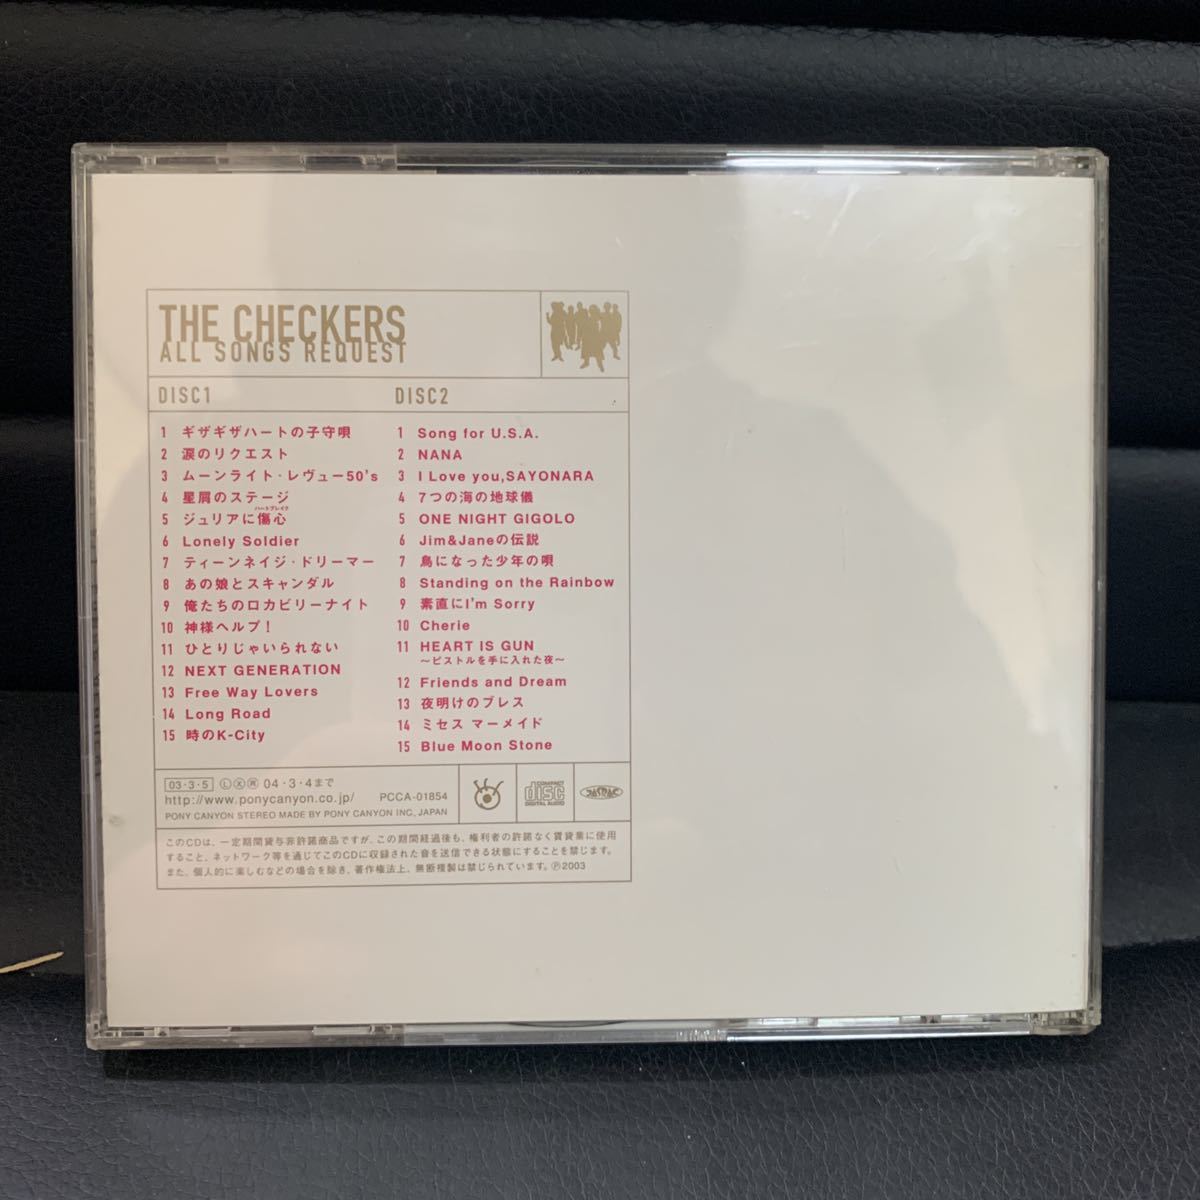 THE CHECKERS
ALL SONGS REQUEST
DISC1
1 ギザギザハートの子守唄
2 涙のリクエスト
3 ムーンライト・レヴュー50's
4 星屑のステージ
ハートブレイク
5 ジュリアに傷心
6 Lonely Soldier
7 ティーンネイジ・ドリーマー
8 あの娘とスキャンダル
9 俺たちのロカビリーナイト
10 神様ヘルプ!
11 ひとりじゃいられない
12 NEXT GENERATION
13 Free Way Lovers
14 Long Road
15 時のK-City
DISC2
1 Song for U.S.A.
2 NANA
3 I Love you,SAYONARA
4 7つの海の地球儀
5 ONE NIGHT GIGOLO
6 Jim&Janeの伝説
7 鳥になった少年の唄
8 Standing on the Rainbow
9 素直にI'm Sorry
10 Cherie
11 HEART IS GUN
〜ピストルを手に入れた夜〜
12 Friends and Dream
13 夜明けのブレス
14 ミセス マーメイド
15 Blue Moon Stone
03・3・5 Ⓛ Ⓧ Ⓡ 04・3・4まで
http://www.ponycanyon.co.jp/ PCCA-01854
PONY CANYON STEREO MADE BY PONY CANYON INC., JAPAN
COMPACT
disc
DIGITAL AUDIO
JASRAC
このCDは、一定期間貸与非許諾商品ですが、この期間経過後も、権利者の許諾なく賃貸業に使用
すること、ネットワーク等を通じてこのCDに収録された音を送信できる状態にすることを禁じます。
また、個人的に楽しむなどの場合を除き、著作権法上、無断複製は禁じられています。Ⓟ2003